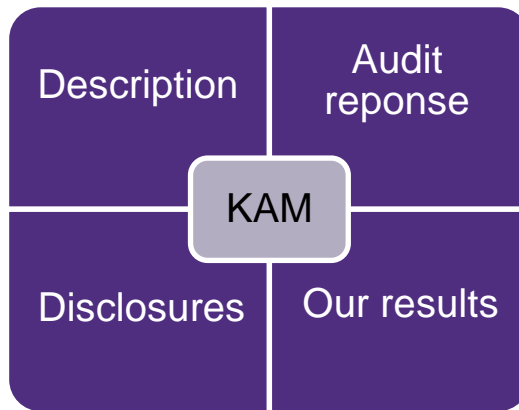 Description
Audit
reponse
KAM
Disclosures
Our results